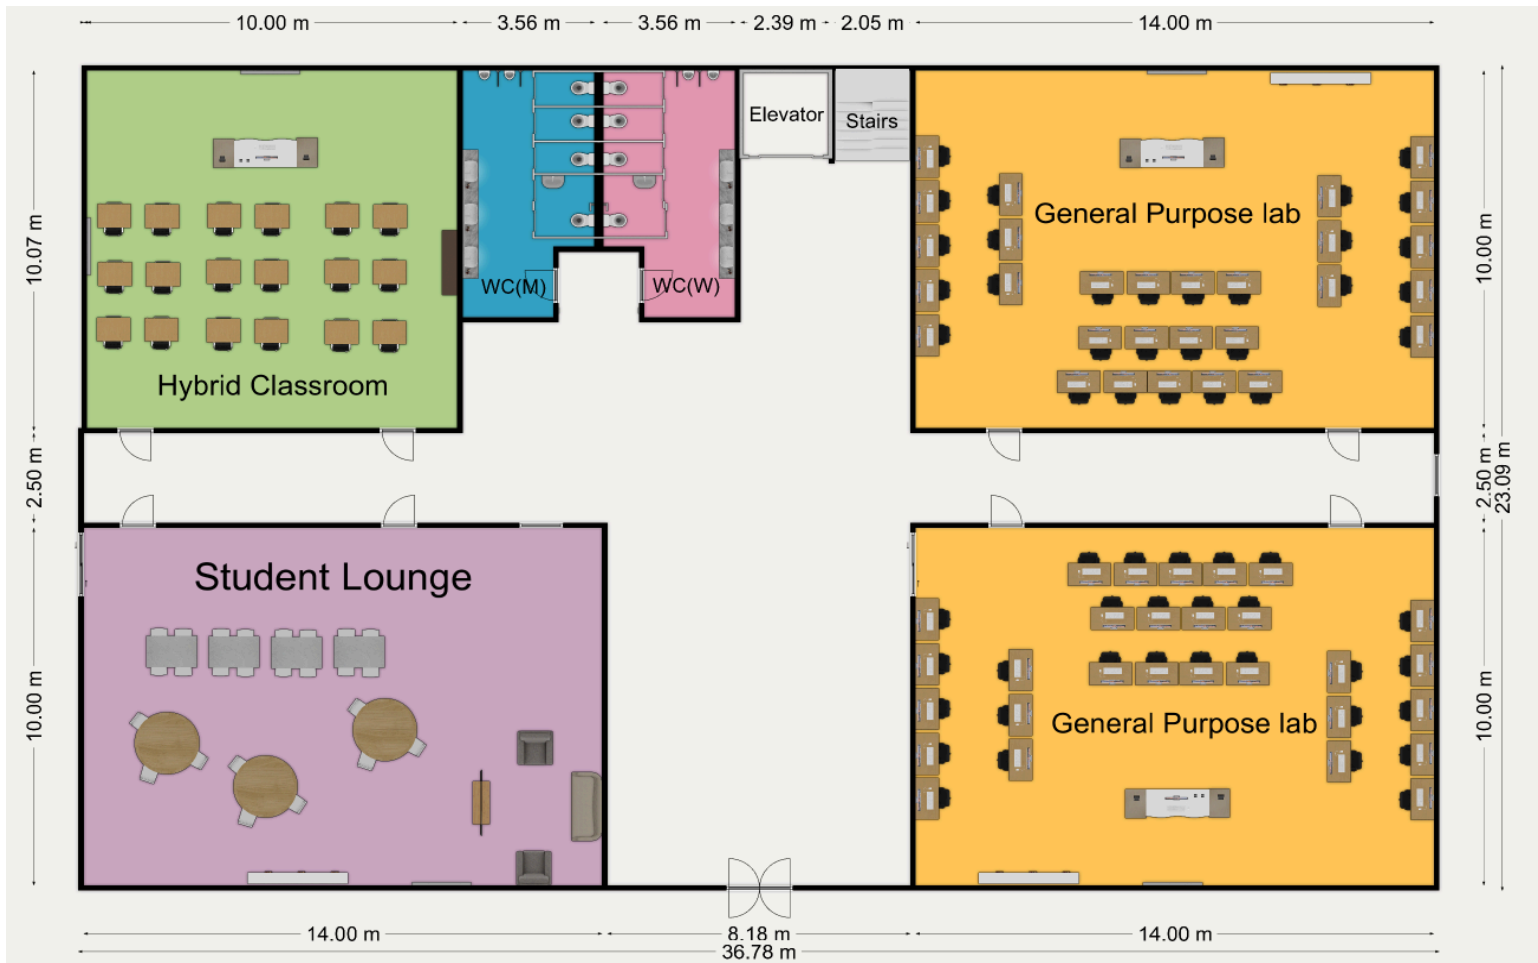 10.00 m
3.56 m
3.56 m
2.39 m
2.05 m
14.00 m
10.07 m
2.50 m
10.00 m
Elevator
Stairs
WC(M)
WC(W)
Hybrid Classroom
General Purpose lab
Student Lounge
General Purpose lab
10.00 m
2.50 m
23.09 m
10.00 m
14.00 m
8.18 m
14.00 m
36.78 m